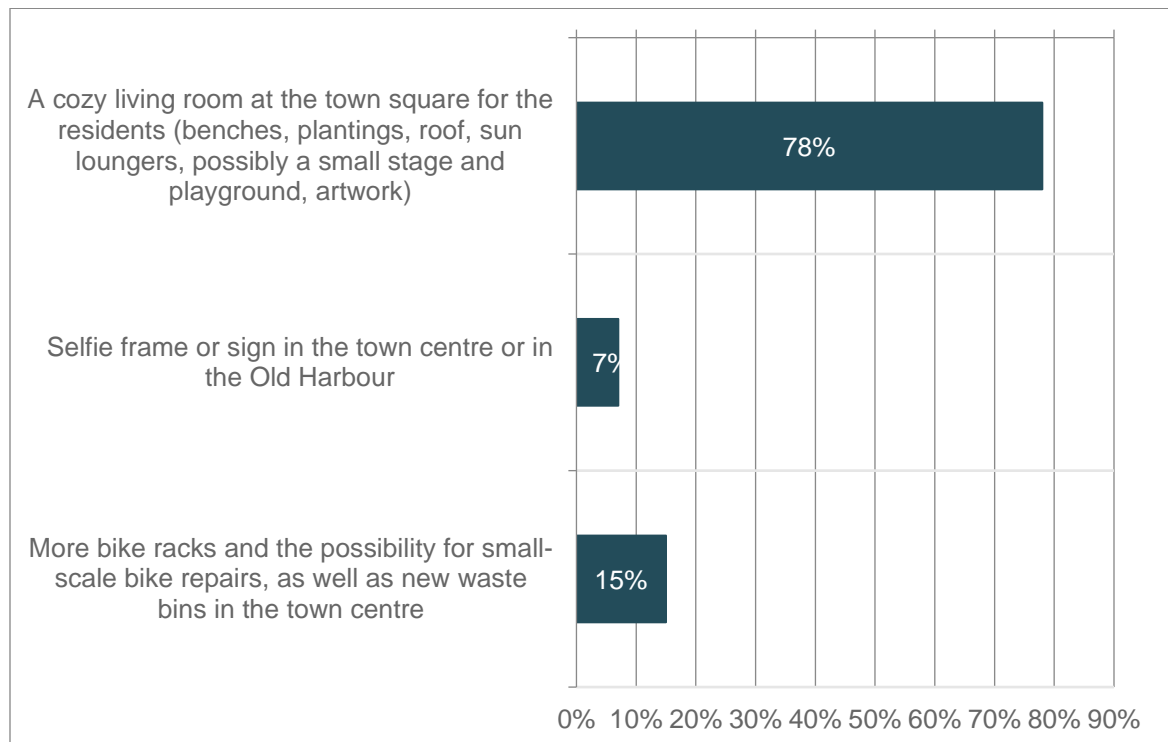 A cozy living room at the town square for the
residents (benches, plantings, roof, sun
loungers, possibly a small stage and
playground, artwork)
78%
Selfie frame or sign in the town centre or in
the Old Harbour
7%
More bike racks and the possibility for small-
scale bike repairs, as well as new waste
bins in the town centre
15%
0% 10% 20% 30% 40% 50% 60% 70% 80% 90%